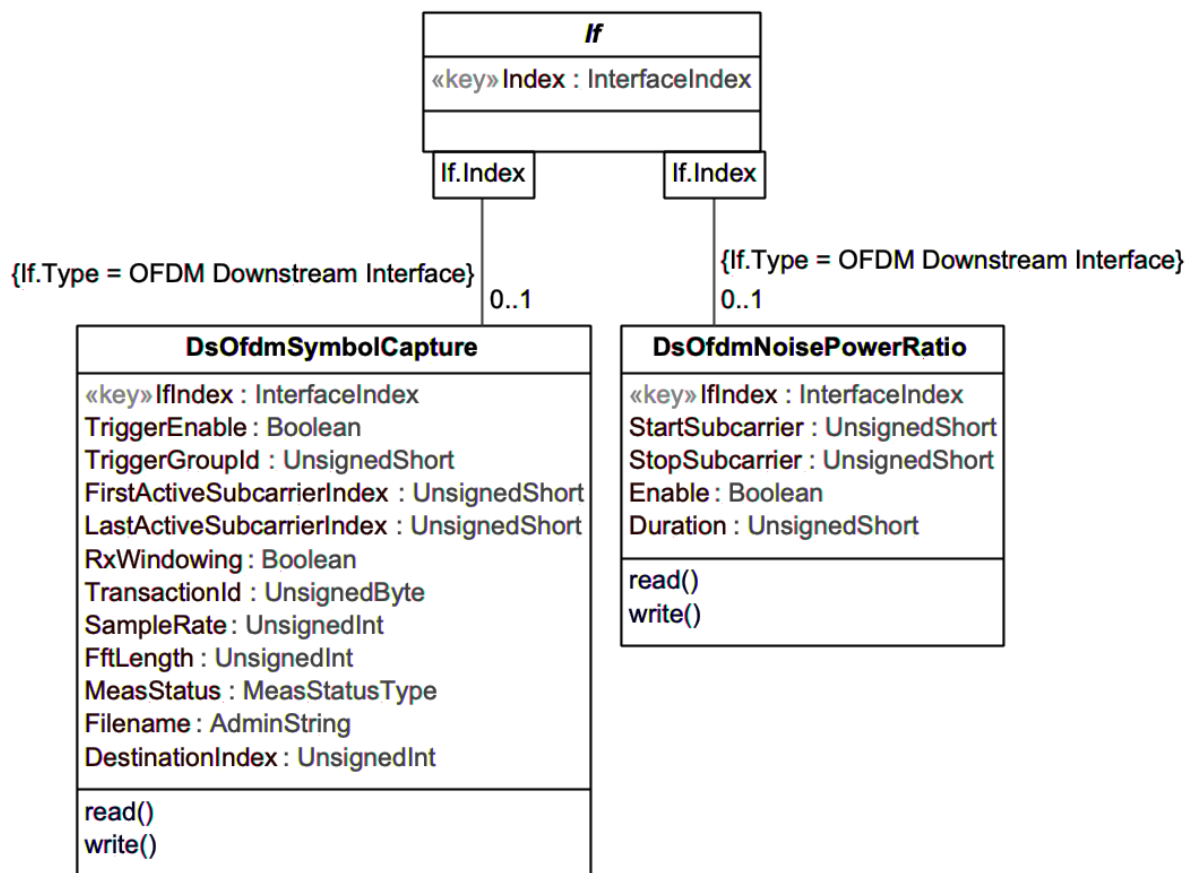 If
«key» Index : InterfaceIndex
If.Index
If.Index
{If.Type = OFDM Downstream Interface}
0..1
{If.Type = OFDM Downstream Interface}
0..1
DsOfdmSymbolCapture
«key» IfIndex : InterfaceIndex
TriggerEnable : Boolean
TriggerGroupId : UnsignedShort
FirstActiveSubcarrierIndex : UnsignedShort
LastActiveSubcarrierIndex : UnsignedShort
RxWindowing : Boolean
TransactionId : UnsignedByte
SampleRate : UnsignedInt
FftLength : UnsignedInt
MeasStatus : MeasStatusType
Filename : AdminString
DestinationIndex : UnsignedInt
read()
write()
DsOfdmNoisePowerRatio
«key» IfIndex : InterfaceIndex
StartSubcarrier : UnsignedShort
StopSubcarrier : UnsignedShort
Enable : Boolean
Duration : UnsignedShort
read()
write()